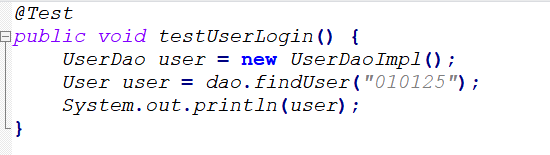 @Test
public void testUserLogin() {
UserDao user = new UserDaoImpl();
User user = dao.findUser("010125");
System.out.println(user);
}